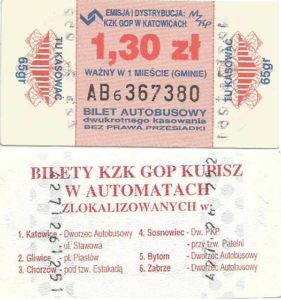 EMISJA I DYSTRYBUCJA:
KZK GOP W KATOWICACH
TU KASOWAĆ
65gr
1,30 zł
WAŻNY W 1 MIEŚCIE (GMINIE)
AB6 367380
BILET AUTOBUSOWY
dwukrotnego kasowania
BEZ PRAWA PRZESIADKI
TU KASOWAĆ
65gr
BILETY KZK GOP KUPISZ
W AUTOMATACH
ZLOKALIZOWANYCH w:
1. Katowice - Dworzec Autobusowy
ul. Stawowa
2. Gliwice - pl. Piastów
3. Chorzów - pod tzw. Estakadą
4. Sosnowiec - Dw. PKP
przy tzw. Patelni
5. Bytom - Dworzec Autobusowy
6. Zabrze - Dworzec Autobusowy